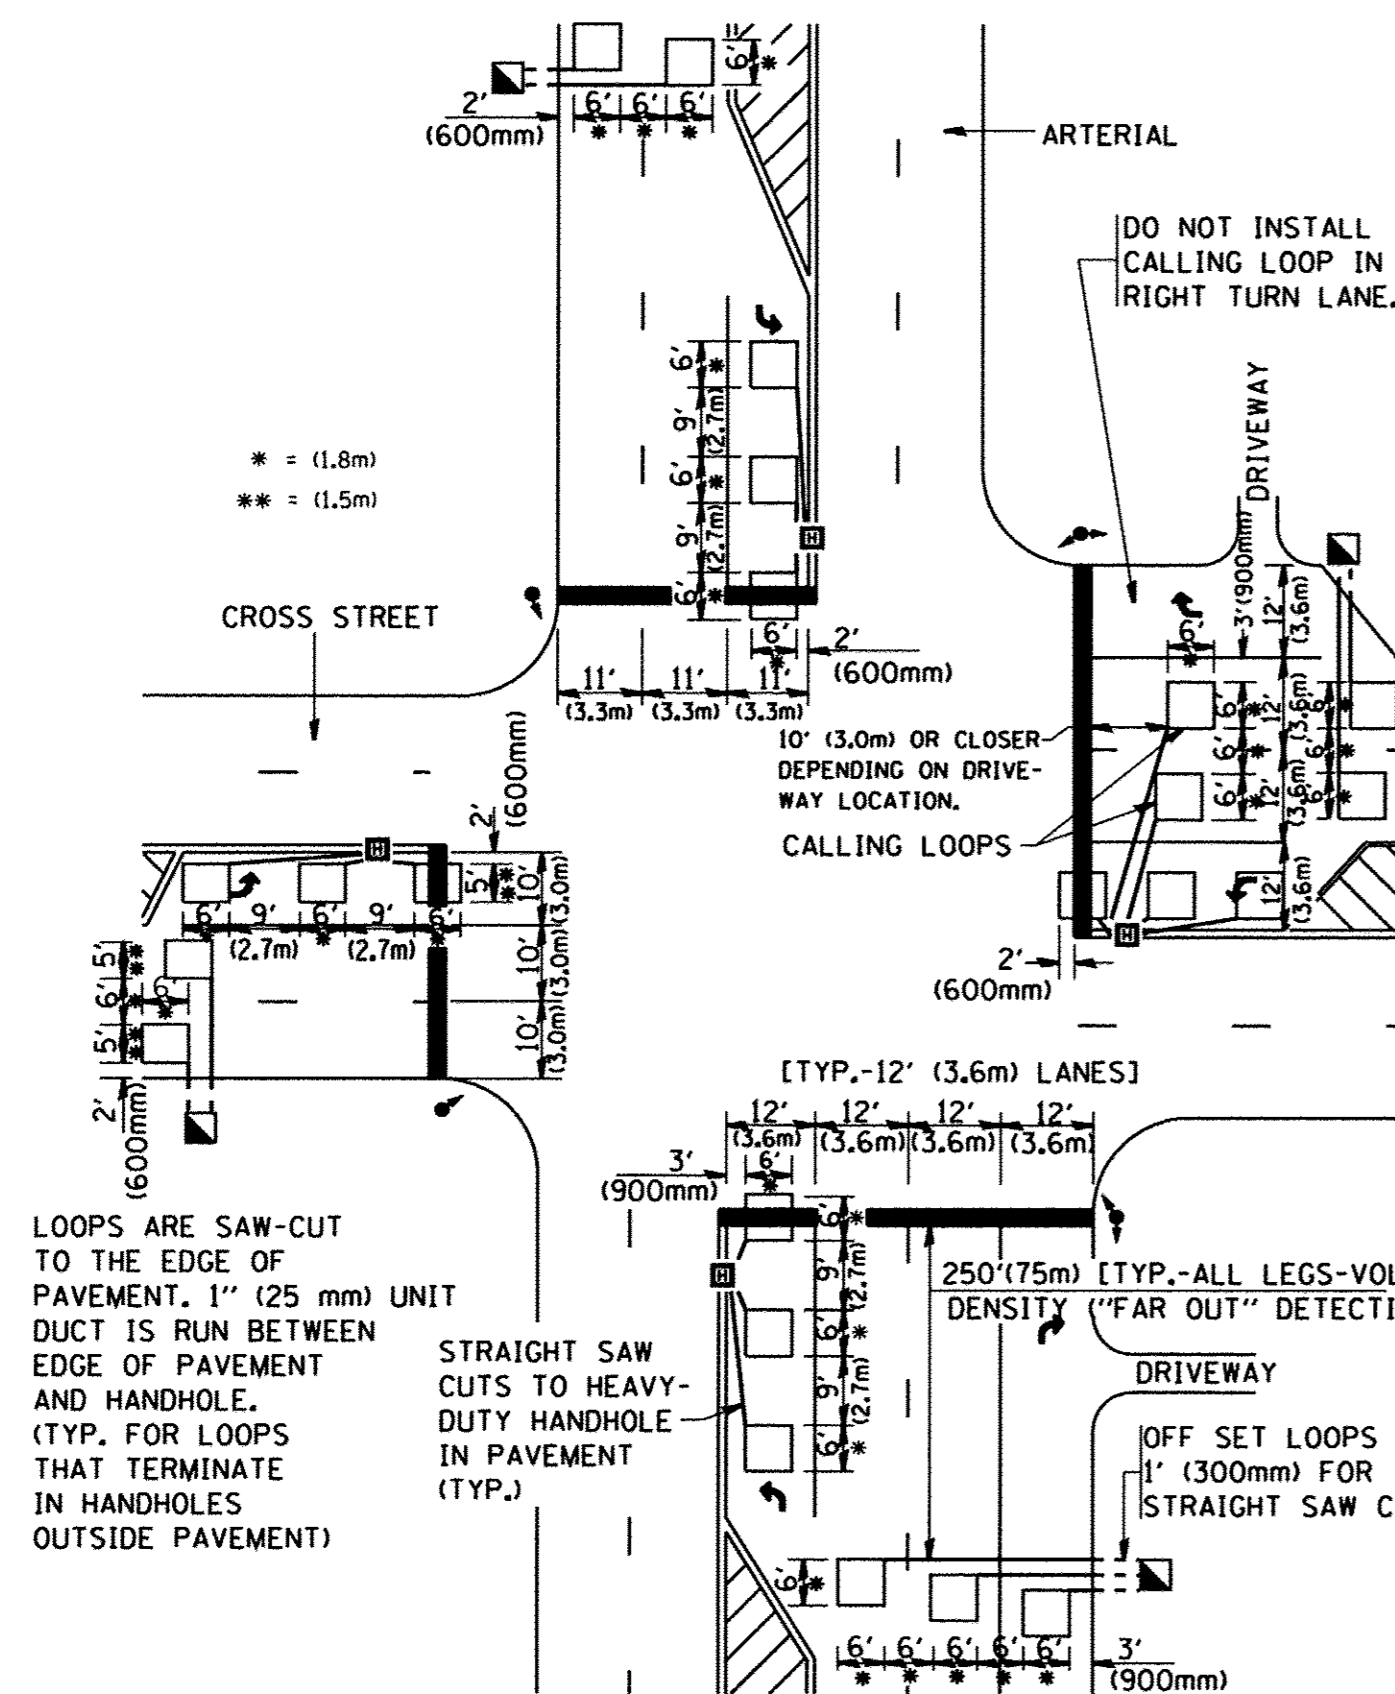 6'
*
2'
(600mm)
6' 6' 6'
* * *
ARTERIAL
DO NOT INSTALL
CALLING LOOP IN
RIGHT TURN LANE.
* = (1.8m)
** = (1.5m)
6' *
9' (2.7m)
6' *
9' (2.7m)
6' *
6'
*
2'
(600mm)
11' 11' 11'
(3.3m) (3.3m) (3.3m)
H
CROSS STREET
DRIVEWAY
3'(900mm)
12' (3.6m)
6'
*
6' * 12' (3.6m) 6' *
6' * 6' *
6' * 12' (3.6m) 6' *
12' (3.6m)
10' (3.0m) OR CLOSER
DEPENDING ON DRIVE-
WAY LOCATION.
CALLING LOOPS
H
2'
(600mm)
2'
(600mm)
H
5' **
10' (3.0m)
6' 9' 6' 9' 6'
* (2.7m) * (2.7m) *
10' (3.0m)
10' (3.0m)
5' **
6' *
6'
*
5' **
2'
(600mm)
[TYP.-12' (3.6m) LANES]
12' 12' 12' 12'
(3.6m) (3.6m) (3.6m) (3.6m)
3'
(900mm)
6'
*
6' *
9' (2.7m)
6' *
9' (2.7m)
6' *
H
LOOPS ARE SAW-CUT
TO THE EDGE OF
PAVEMENT. 1" (25 mm) UNIT
DUCT IS RUN BETWEEN
EDGE OF PAVEMENT
AND HANDHOLE.
(TYP. FOR LOOPS
THAT TERMINATE
IN HANDHOLES
OUTSIDE PAVEMENT)
STRAIGHT SAW
CUTS TO HEAVY-
DUTY HANDHOLE
IN PAVEMENT
(TYP.)
250'(75m) [TYP.-ALL LEGS-VOL
DENSITY ("FAR OUT" DETECTI
DRIVEWAY
OFF SET LOOPS
1' (300mm) FOR
STRAIGHT SAW C
6' *
6' 6' 6' 6' 6'
* * * * *
3'
(900mm)